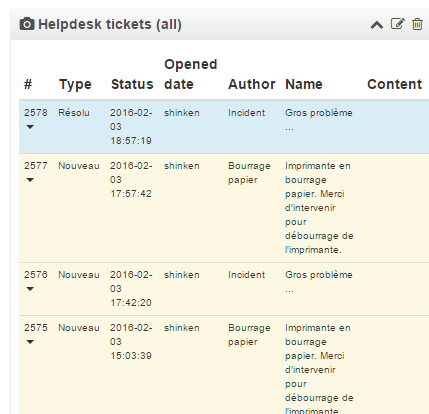 Helpdesk tickets (all)
# Type Status Opened date Author Name Content
2578 Résolu 2016-02-03 18:57:19 shinken Incident Gros problème ...
2577 Nouveau 2016-02-03 17:57:42 shinken Bourrage papier Imprimante en bourrage papier. Merci d'intervenir pour débourrage de l'imprimante.
2576 Nouveau 2016-02-03 17:42:20 shinken Incident Gros problème ...
2575 Nouveau 2016-02-03 15:03:39 shinken Bourrage papier Imprimante en bourrage papier. Merci d'intervenir pour débourrage de l'imprimante